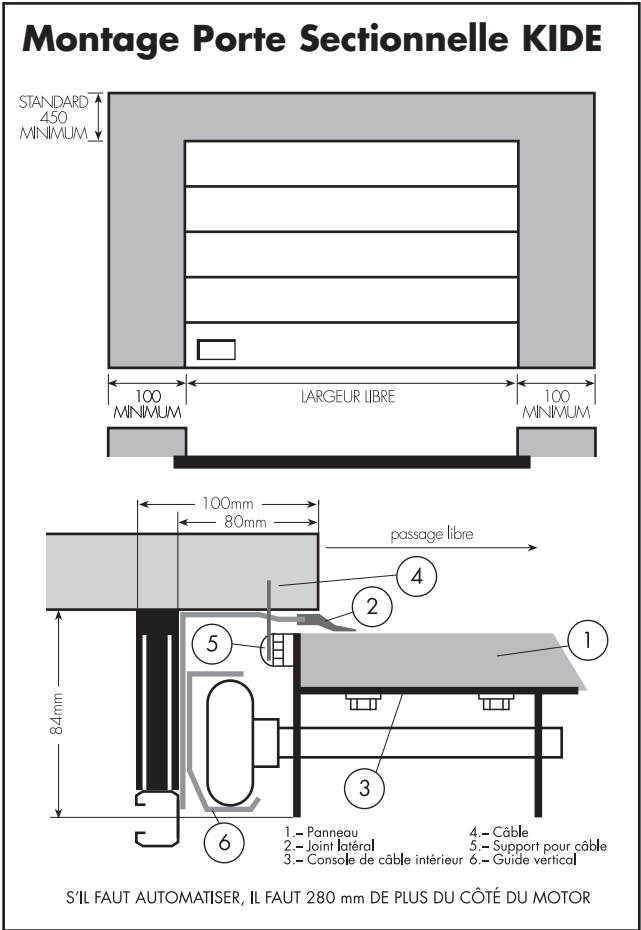 Montage Porte Sectionnelle KIDE
STANDARD
450
MINIMUM
100
MINIMUM
LARGEUR LIBRE
100
MINIMUM
100mm
80mm
passage libre
4
2
5
1
84mm
3
6
1.– Panneau
2.– Joint latéral
3.– Console de câble intérieur
4.– Câble
5.– Support pour câble
6.– Guide vertical
S'IL FAUT AUTOMATISER, IL FAUT 280 mm DE PLUS DU CÔTÉ DU MOTOR